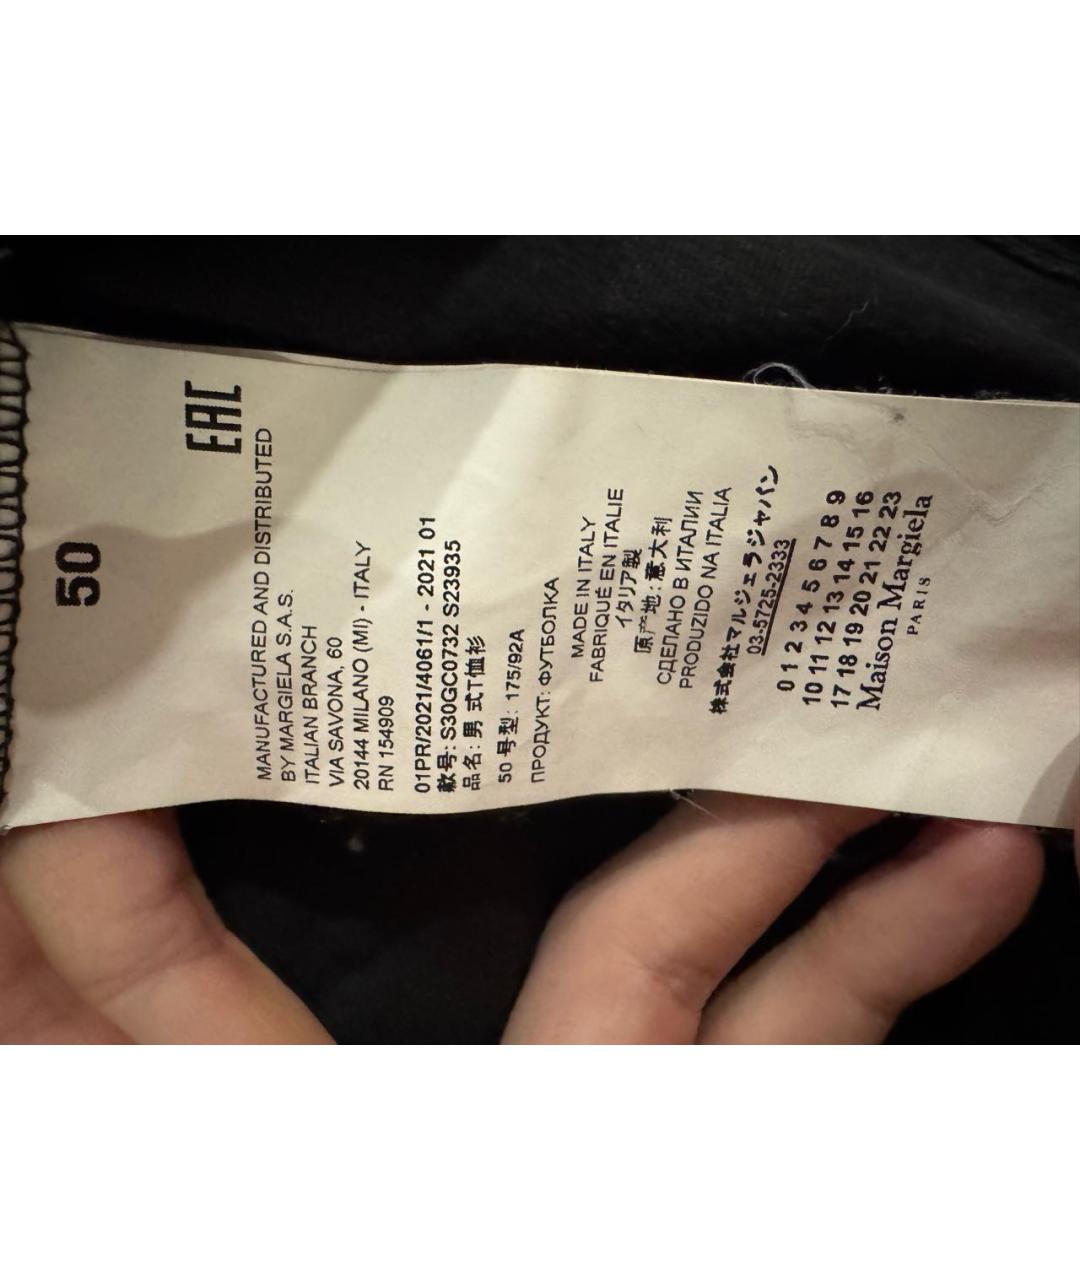 50
EAC
MANUFACTURED AND DISTRIBUTED
BY MARGIELA S.A.S.
ITALIAN BRANCH
VIA SAVONA, 60
20144 MILANO (MI) - ITALY
RN 154909
01PR/2021/4061/1 - 2021 01
款号: S30GC0732 S23935
品名: 男 式T恤衫
50 号型: 175/92A
ПРОДУКТ: ФУТБОЛКА
MADE IN ITALY
FABRIQUÉ EN ITALIE
イタリア製
原产地: 意大利
СДЕЛАНО В ИТАЛИИ
PRODUZIDO NA ITALIA
株式会社マルジェラジャパン
03-5725-2333
0 1 2 3 4 5 6 7 8 9
10 11 12 13 14 15 16
17 18 19 20 21 22 23
Maison Margiela
PARIS